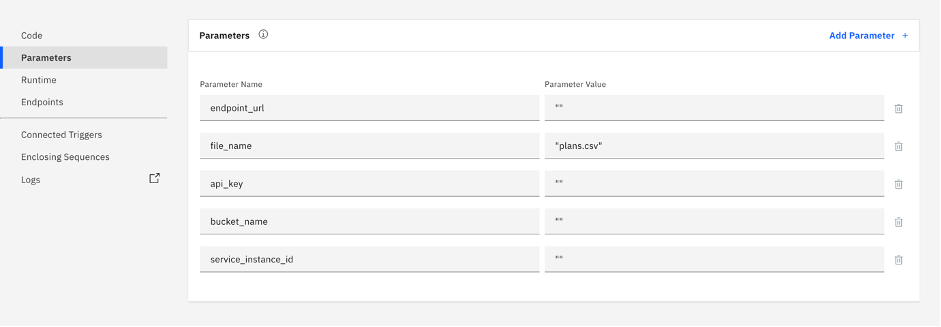 Code
Parameters
Runtime
Endpoints
Connected Triggers
Enclosing Sequences
Logs
Parameters
Add Parameter +
Parameter Name Parameter Value
endpoint_url ""
file_name "plans.csv"
api_key ""
bucket_name ""
service_instance_id ""